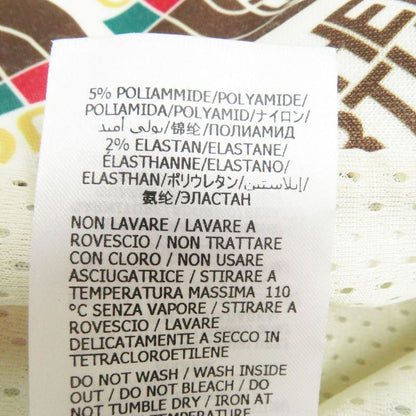 5% POLIAMMIDE/POLYAMIDE/
POLIAMIDA/POLYAMID/ナイロン/
بولي أميد/锦纶/ПОЛИАМИД
2% ELASTAN/ELASTANE/
ÉLASTHANNE/ELASTANO/
ELASTHAN/ポリウレタン/إيلاستين/
氨纶/ЭЛАСТАН
NON LAVARE / LAVARE A
ROVESCIO / NON TRATTARE
CON CLORO / NON USARE
ASCIUGATRICE / STIRARE A
TEMPERATURA MASSIMA 110
°C SENZA VAPORE / STIRARE A
ROVESCIO / LAVARE
DELICATAMENTE A SECCO IN
TETRACLOROETILENE
DO NOT WASH / WASH INSIDE
OUT / DO NOT BLEACH / DO
NOT TUMBLE DRY / IRON AT